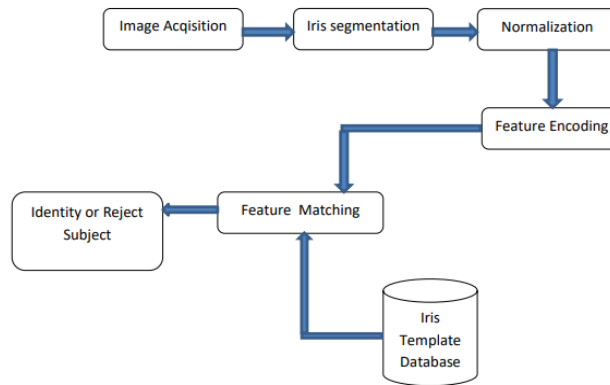 Image Acqisition
Iris segmentation
Normalization
Feature Encoding
Feature Matching
Identity or Reject
Subject
Iris
Template
Database